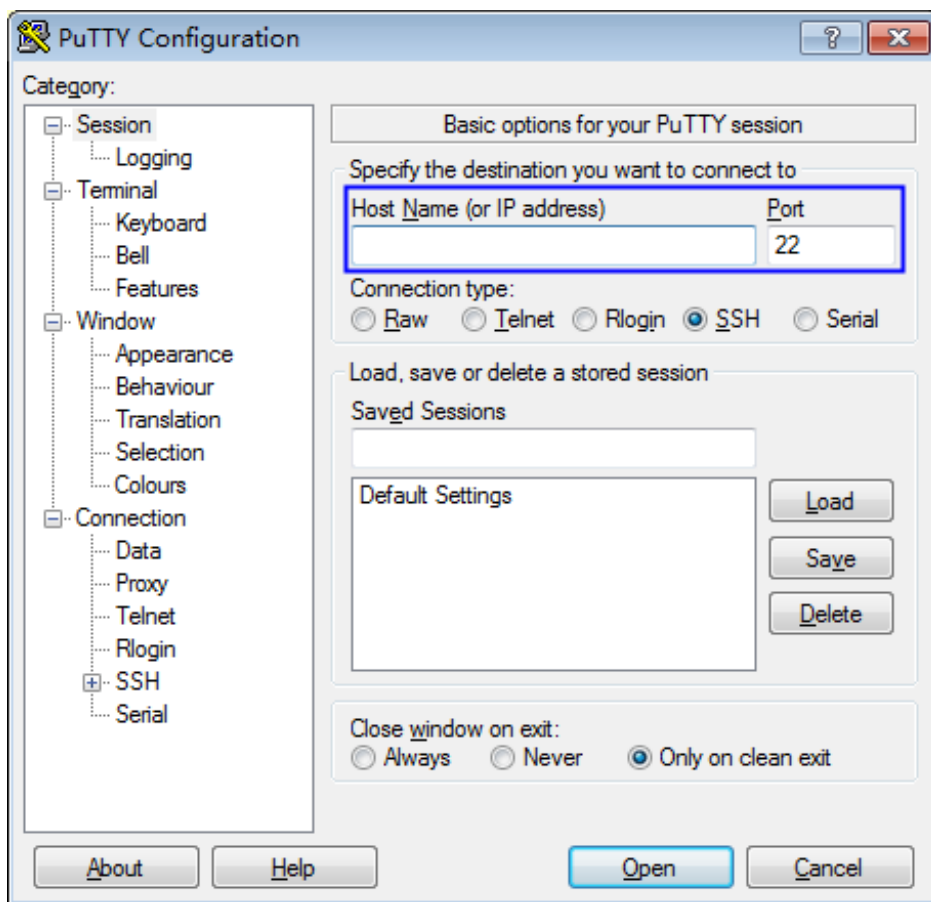 PuTTY Configuration
Category:
Session
Logging
Terminal
Keyboard
Bell
Features
Window
Appearance
Behaviour
Translation
Selection
Colours
Connection
Data
Proxy
Telnet
Rlogin
SSH
Serial
Basic options for your PuTTY session
Specify the destination you want to connect to
Host Name (or IP address) Port
22
Connection type:
Raw Telnet Rlogin SSH Serial
Load, save or delete a stored session
Saved Sessions
Default Settings
Load
Save
Delete
Close window on exit:
Always Never Only on clean exit
About Help Open Cancel